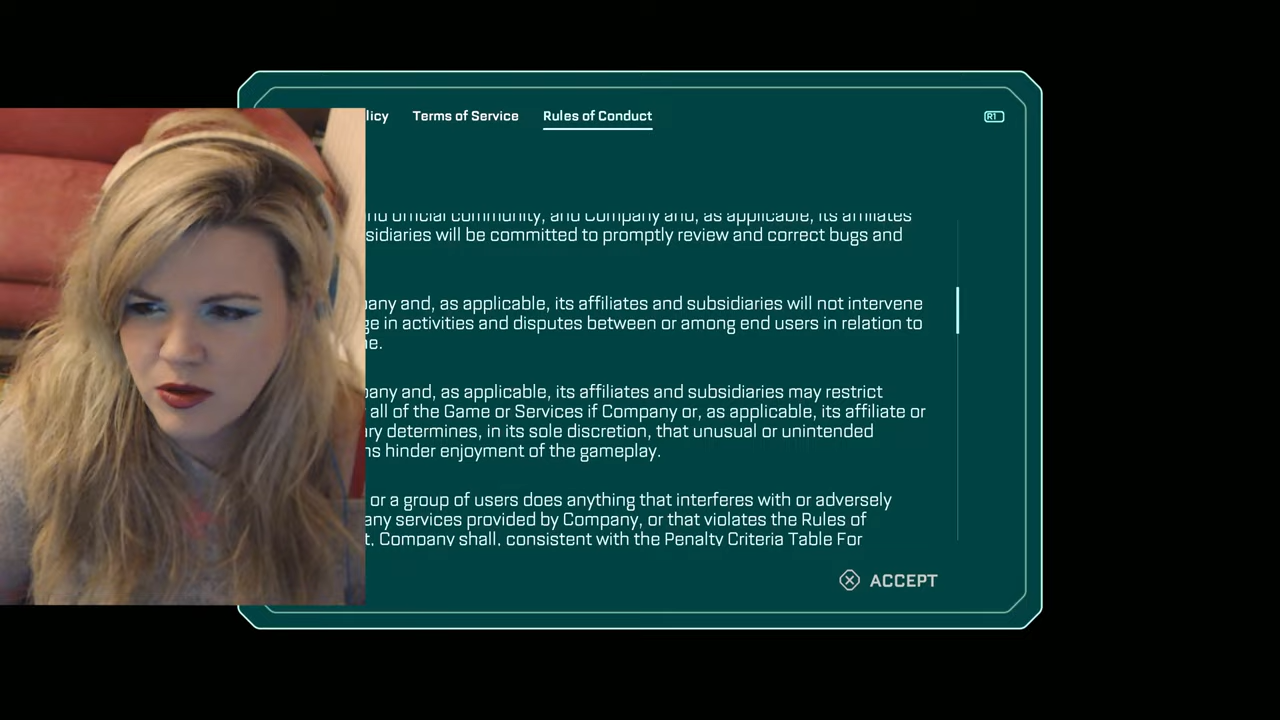 licy Terms of Service Rules of Conduct R1
nd official community, and Company and, as applicable, its affiliates
sidiaries will be committed to promptly review and correct bugs and
any and, as applicable, its affiliates and subsidiaries will not intervene
ge in activities and disputes between or among end users in relation to
e.
any and, as applicable, its affiliates and subsidiaries may restrict
all of the Game or Services if Company or, as applicable, its affiliate or
ry determines, in its sole discretion, that unusual or unintended
ns hinder enjoyment of the gameplay.
or a group of users does anything that interferes with or adversely
any services provided by Company, or that violates the Rules of
t, Company shall, consistent with the Penalty Criteria Table For
ACCEPT